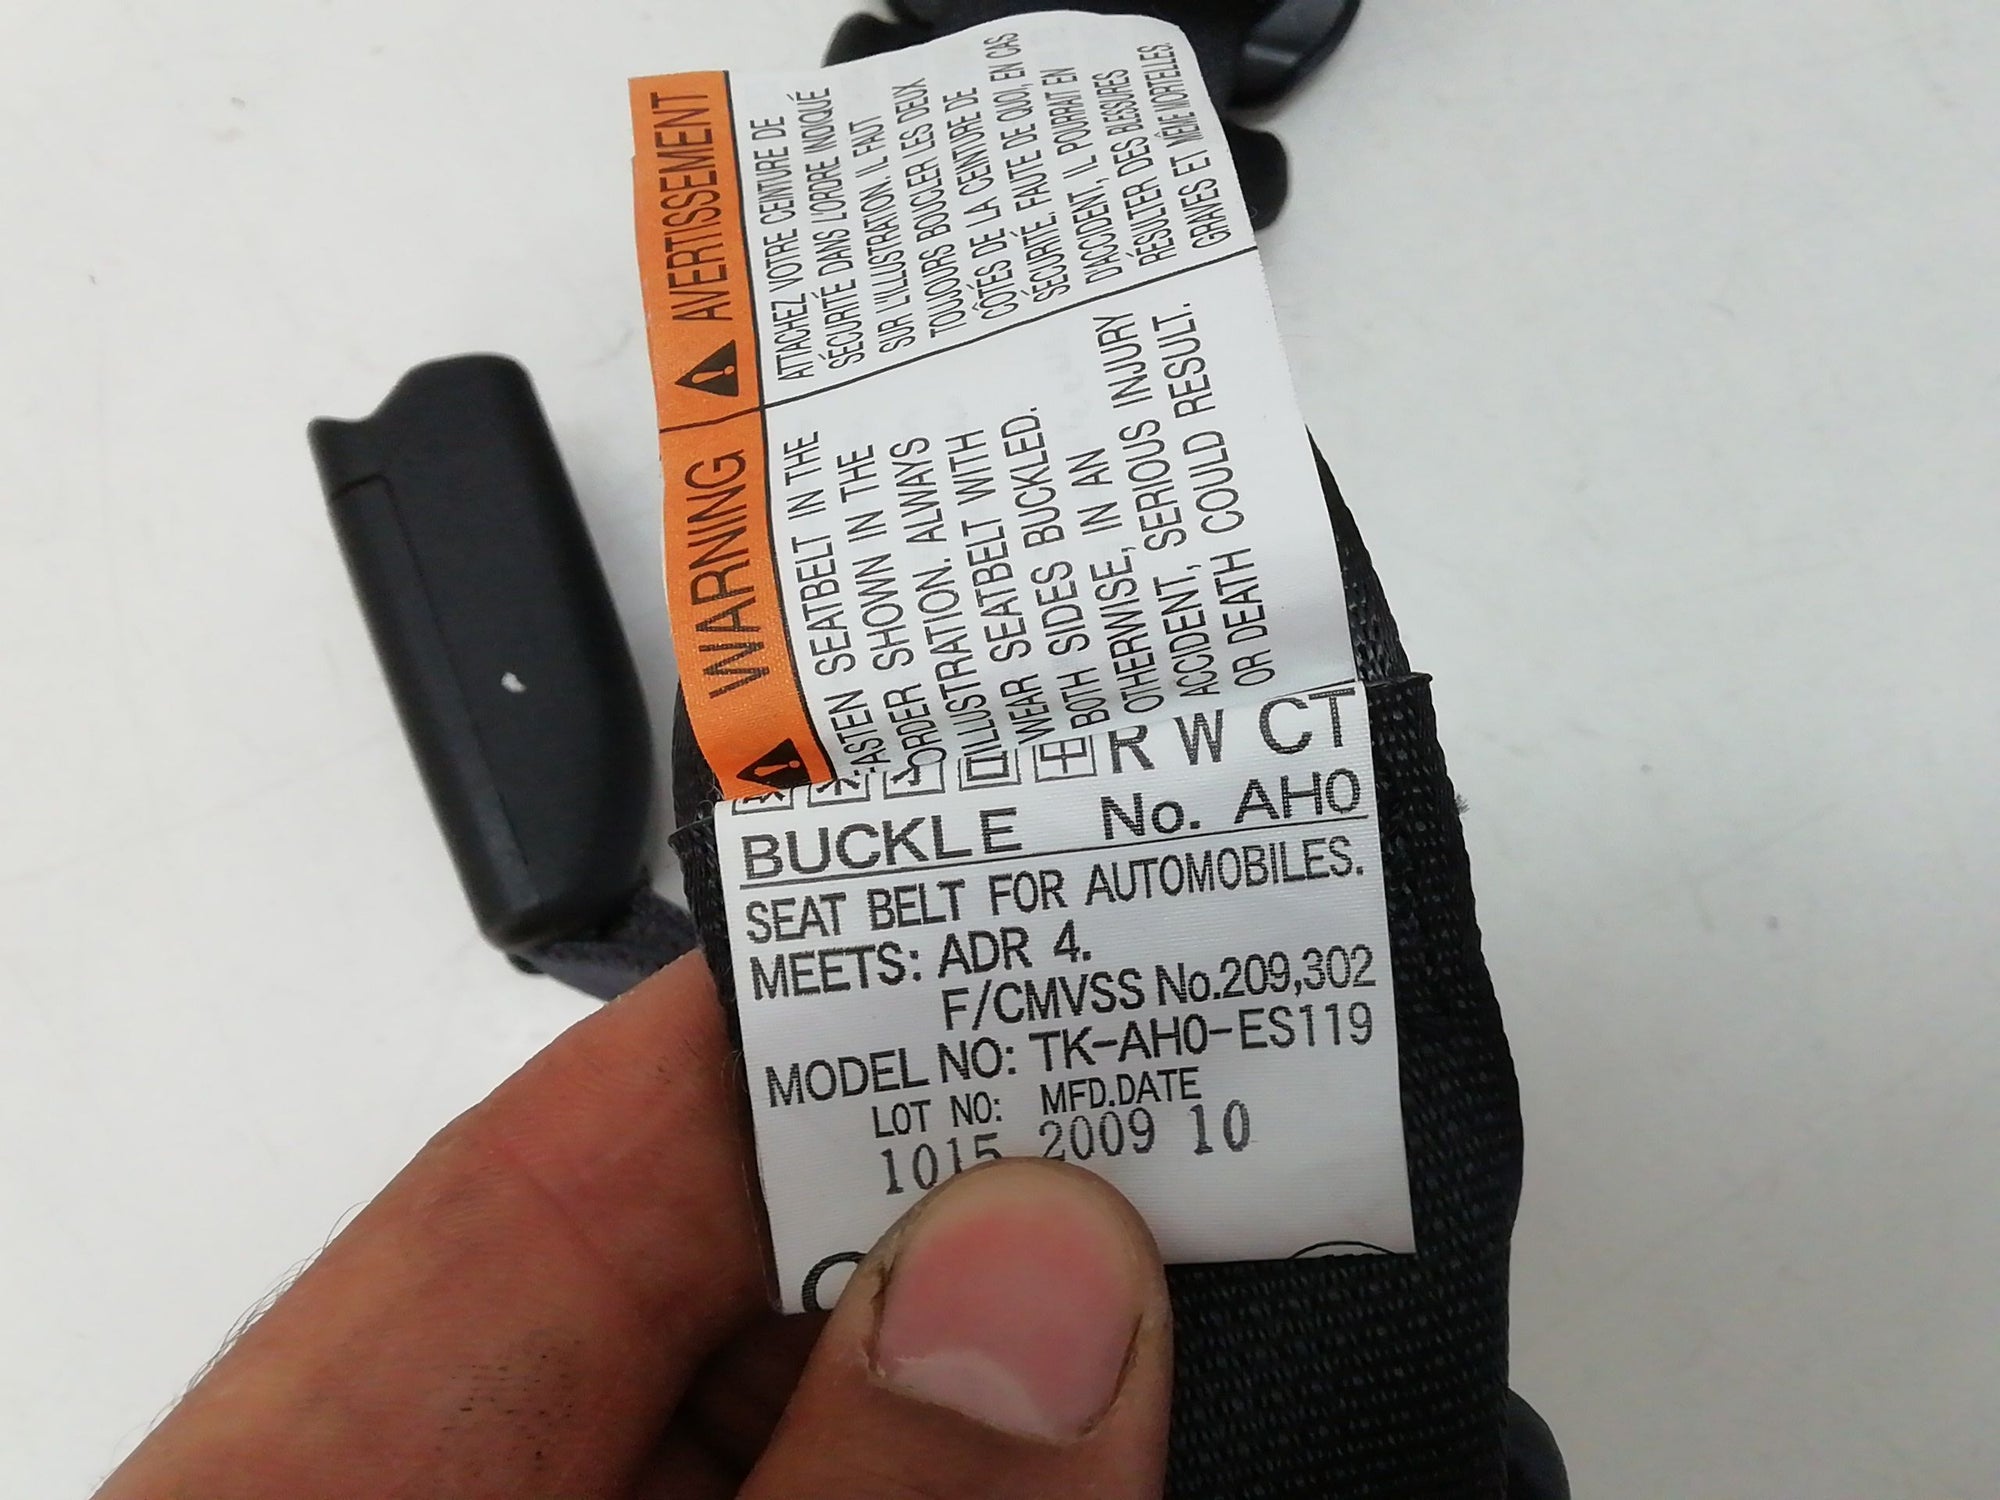 WARNING
FASTEN SEATBELT IN THE
ORDER SHOWN IN THE
ILLUSTRATION. ALWAYS
WEAR SEATBELT WITH
BOTH SIDES BUCKLED.
OTHERWISE, IN AN
ACCIDENT, SERIOUS INJURY
OR DEATH COULD RESULT.
AVERTISSEMENT
ATTACHEZ VOTRE CEINTURE DE
SÉCURITÉ DANS L'ORDRE INDIQUÉ
SUR L'ILLUSTRATION. IL FAUT
TOUJOURS BOUCLER LES DEUX
CÔTÉS DE LA CEINTURE DE
SÉCURITÉ. FAUTE DE QUOI, EN CAS
D'ACCIDENT, IL POURRAIT EN
RÉSULTER DES BLESSURES
GRAVES ET MÊME MORTELLES.
R W CT
BUCKLE No. AH0
SEAT BELT FOR AUTOMOBILES.
MEETS: ADR 4.
F/CMVSS No.209,302
MODEL NO: TK-AH0-ES119
LOT NO: MFD.DATE
1015 2009 10